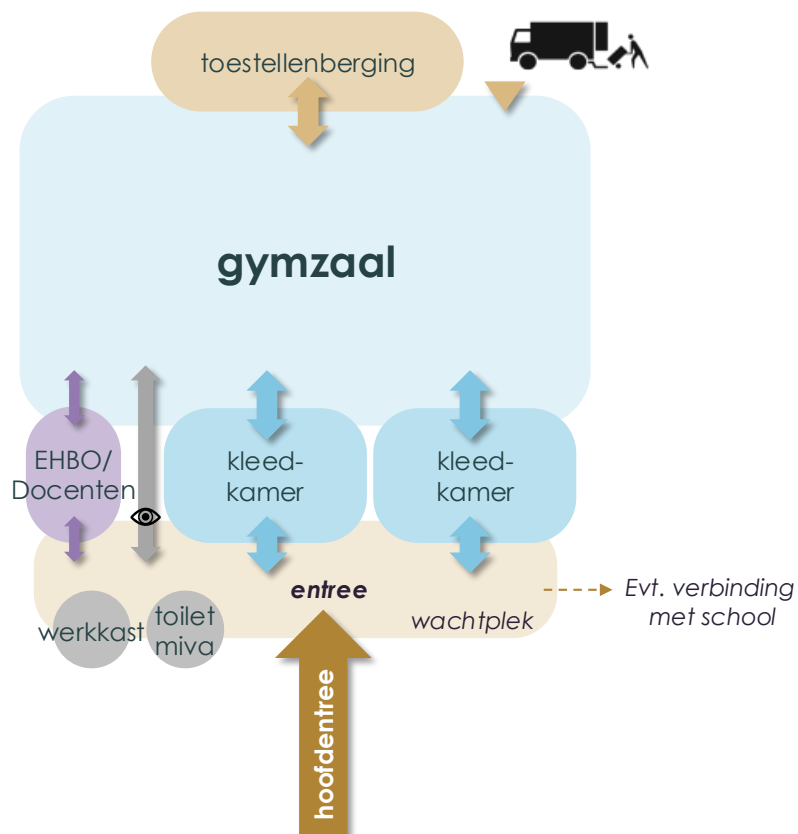 toestellenberging
gymzaal
EHBO/
Docenten
kleed-
kamer
kleed-
kamer
entree
wachtplek
Evt. verbinding
met school
werkkast
toilet
miva
hoofdentree